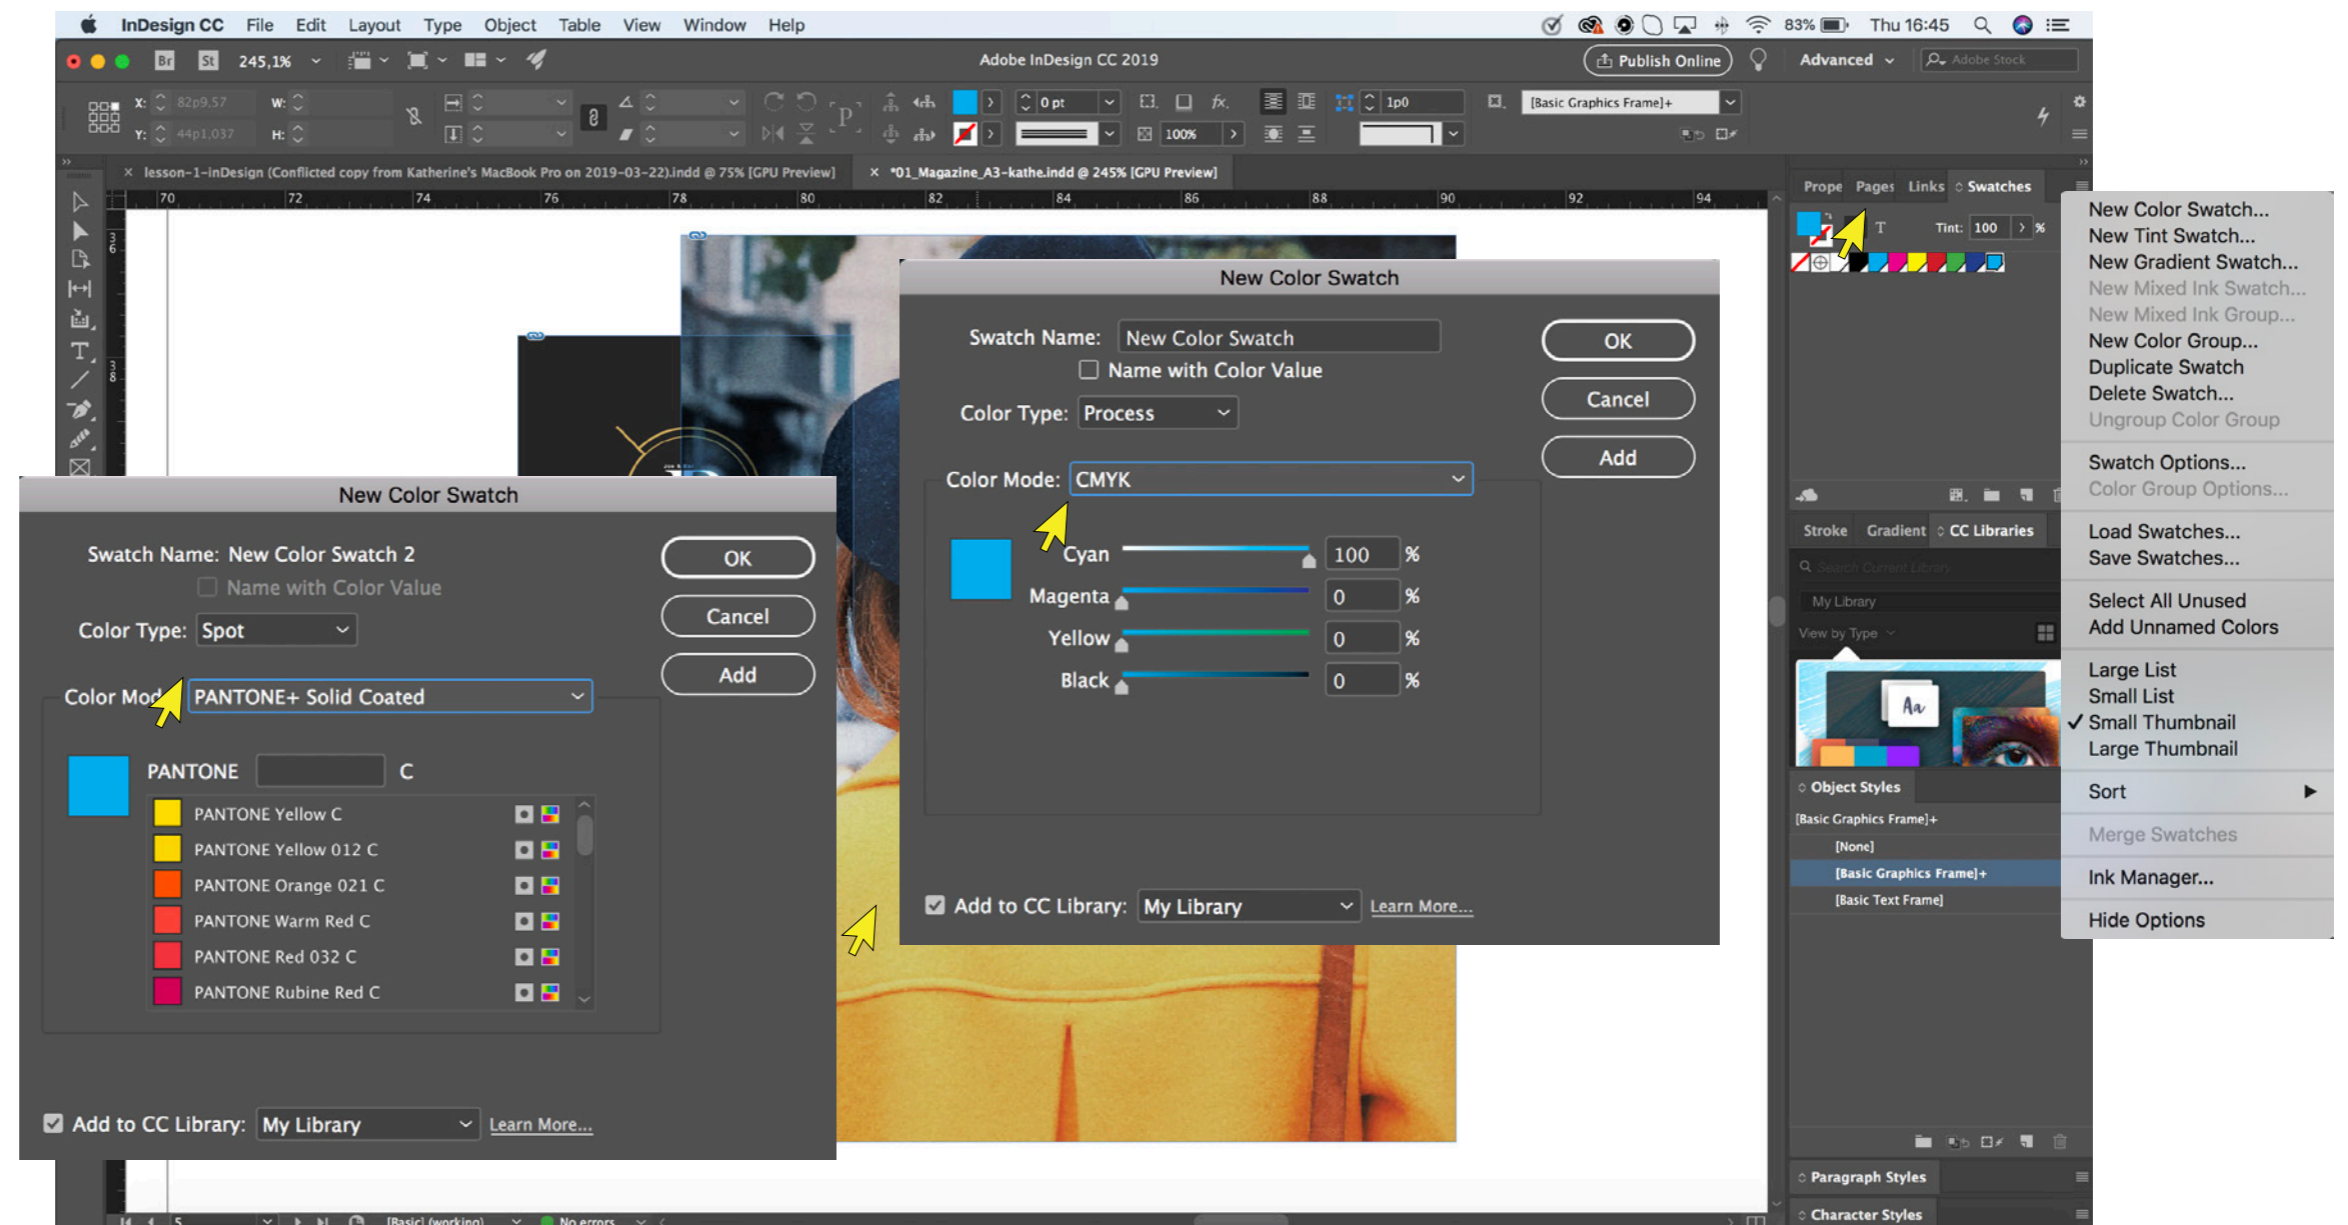 InDesign CC File Edit Layout Type Object Table View Window Help
83% Thu 16:45
Br St 245,1%
Adobe InDesign CC 2019
Publish Online
Advanced
Adobe Stock
X: 82p9,57 W:
Y: 44p1,037 H:
P
0 pt
fx.
100%
1p0
[Basic Graphics Frame]+
× lesson-1-inDesign (Conflicted copy from Katherine's MacBook Pro on 2019-03-22).indd @ 75% [GPU Preview]
× *01_Magazine_A3-kathe.indd @ 245% [GPU Preview]
70 72 74 76 78 80 82 84 86 88 90 92 94
36
38
New Color Swatch
Swatch Name: New Color Swatch 2
Name with Color Value
Color Type: Spot
PANTONE+ Solid Coated
PANTONE C
PANTONE Yellow C
PANTONE Yellow 012 C
PANTONE Orange 021 C
PANTONE Warm Red C
PANTONE Red 032 C
PANTONE Rubine Red C
OK
Cancel
Add
Add to CC Library: My Library Learn More...
New Color Swatch
Swatch Name: New Color Swatch
Name with Color Value
Color Type: Process
Color Mode: CMYK
Cyan 100 %
Magenta 0 %
Yellow 0 %
Black 0 %
OK
Cancel
Add
Add to CC Library: My Library Learn More...
Prope Pages Links Swatches
T Tint: 100 %
Stroke Gradient CC Libraries
Search Current Library
My Library
View by Type
Aa
Object Styles
[Basic Graphics Frame]+
[None]
[Basic Graphics Frame]+
[Basic Text Frame]
Paragraph Styles
Character Styles
New Color Swatch...
New Tint Swatch...
New Gradient Swatch...
New Mixed Ink Swatch...
New Mixed Ink Group...
New Color Group...
Duplicate Swatch
Delete Swatch...
Ungroup Color Group
Swatch Options...
Color Group Options...
Load Swatches...
Save Swatches...
Select All Unused
Add Unnamed Colors
Large List
Small List
✓ Small Thumbnail
Large Thumbnail
Sort
Merge Swatches
Ink Manager...
Hide Options
5 [Basic] (working) No errors